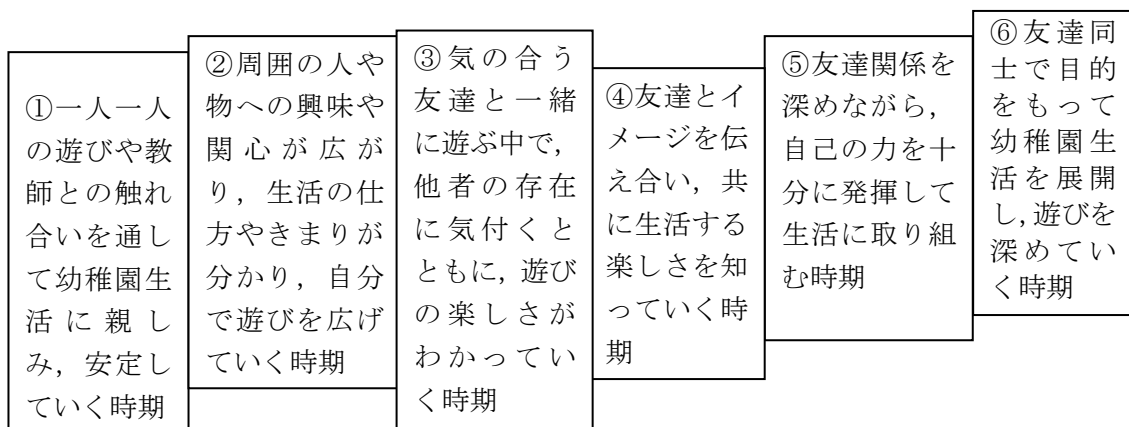 ①一人一人
の遊びや教
師との触れ
合いを通し
て幼稚園生
活に親し
み，安定し
ていく時期
②周囲の人や
物への興味や
関心が広が
り，生活の仕
方やきまりが
分かり，自分
で遊びを広げ
ていく時期
③気の合う
友達と一緒
に遊ぶ中で，
他者の存在
に気付くと
ともに，遊び
の楽しさが
わかってい
く時期
④友達とイ
メージを伝
え合い，共
に生活する
楽しさを知
っていく時
期
⑤友達関係を
深めながら，
自己の力を十
分に発揮して
生活に取り組
む時期
⑥友達同
士で目的
をもって
幼稚園生
活を展開
し，遊びを
深めてい
く時期